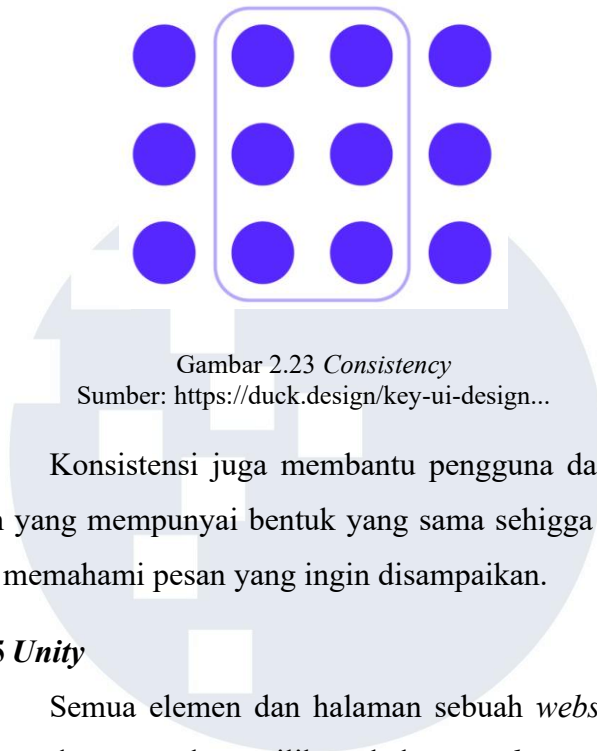 Gambar 2.23 Consistency
Sumber: https://duck.design/key-ui-design...
Konsistensi juga membantu pengguna da
yang mempunyai bentuk yang sama sehigga
memahami pesan yang ingin disampaikan.
Unity
Semua elemen dan halaman sebuah webs